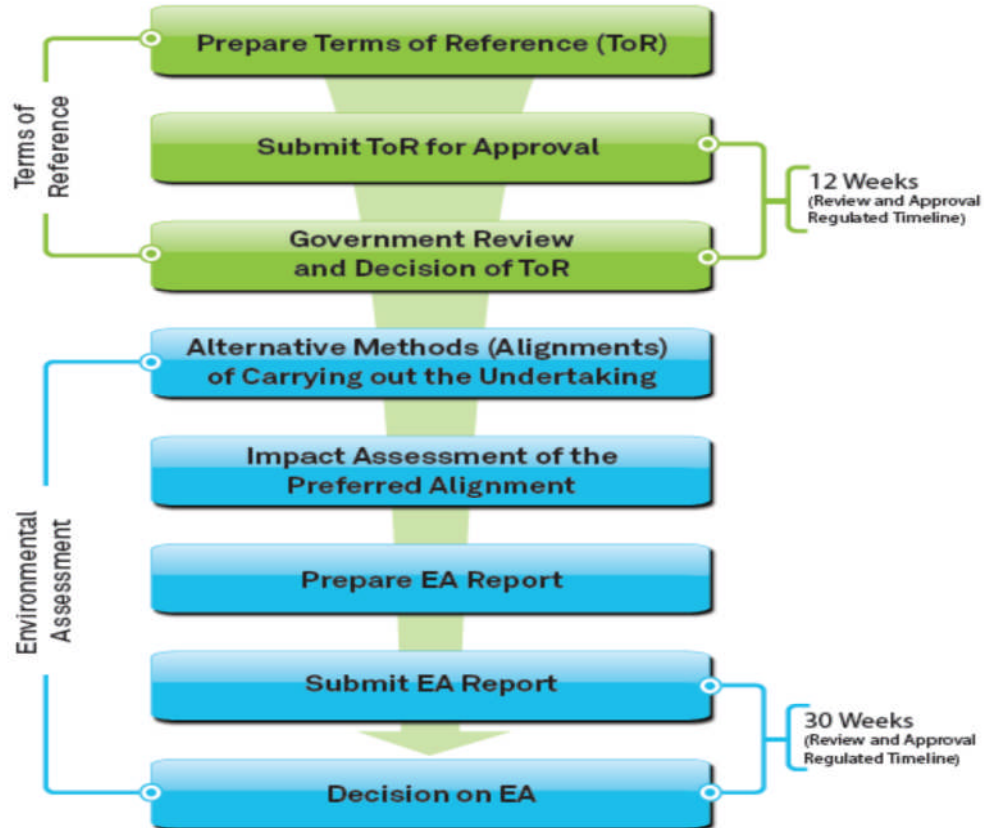 Prepare Terms of Reference (ToR)
Terms of
Reference
Submit ToR for Approval
12 Weeks
(Review and Approval
Regulated Timeline)
Government Review
and Decision of ToR
Alternative Methods (Alignments)
of Carrying out the Undertaking
Impact Assessment of the
Preferred Alignment
Environmental
Assessment
Prepare EA Report
Submit EA Report
30 Weeks
(Review and Approval
Regulated Timeline)
Decision on EA